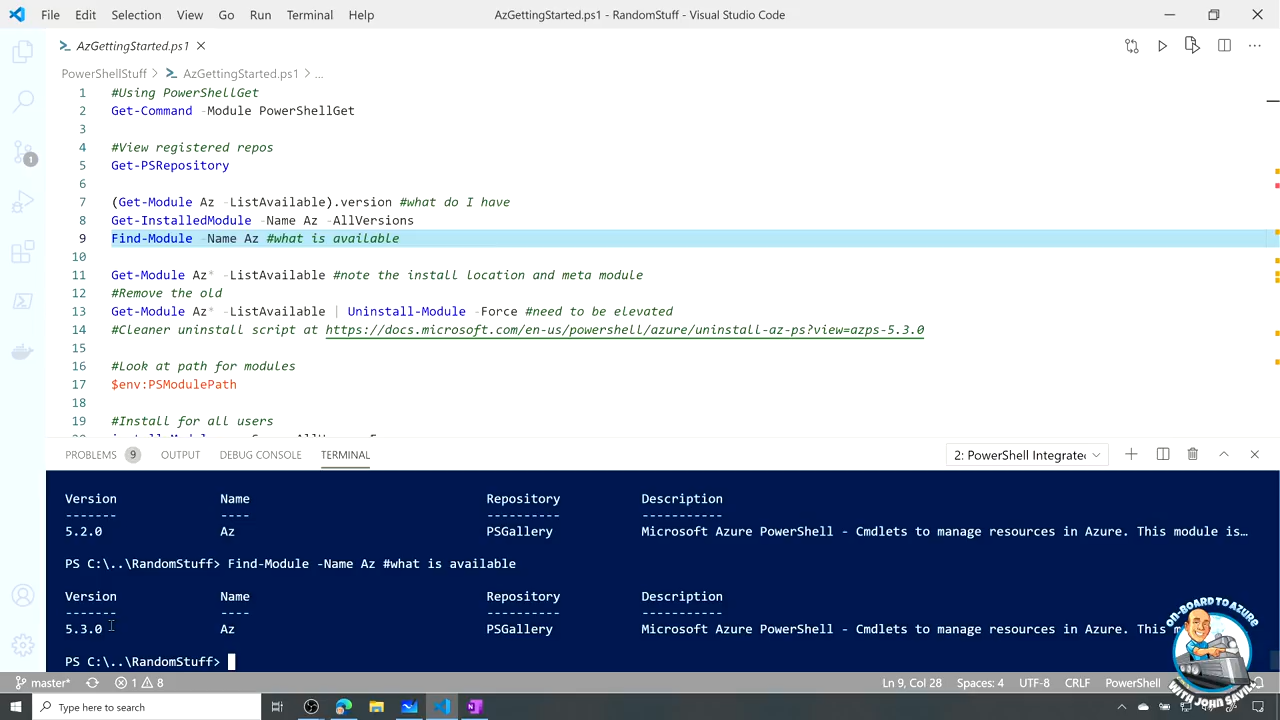 File Edit Selection View Go Run Terminal Help AzGettingStarted.ps1 - RandomStuff - Visual Studio Code
AzGettingStarted.ps1
PowerShellStuff > AzGettingStarted.ps1 > ...
1 #Using PowerShellGet
2 Get-Command -Module PowerShellGet
3
4 #View registered repos
5 Get-PSRepository
6
7 (Get-Module Az -ListAvailable).version #what do I have
8 Get-InstalledModule -Name Az -AllVersions
9 Find-Module -Name Az #what is available
10
11 Get-Module Az* -ListAvailable #note the install location and meta module
12 #Remove the old
13 Get-Module Az* -ListAvailable | Uninstall-Module -Force #need to be elevated
14 #Cleaner uninstall script at https://docs.microsoft.com/en-us/powershell/azure/uninstall-az-ps?view=azps-5.3.0
15
16 #Look at path for modules
17 $env:PSModulePath
18
19 #Install for all users
PROBLEMS 9 OUTPUT DEBUG CONSOLE TERMINAL 2: PowerShell Integrate
Version Name Repository Description
------- ---- ---------- -----------
5.2.0 Az PSGallery Microsoft Azure PowerShell - Cmdlets to manage resources in Azure. This module is…
PS C:\..\RandomStuff> Find-Module -Name Az #what is available
Version Name Repository Description
------- ---- ---------- -----------
5.3.0 Az PSGallery Microsoft Azure PowerShell - Cmdlets to manage resources in Azure. This
PS C:\..\RandomStuff>
ON-BOARD TO AZURE
WITH JOHN SAVILL
master* 1 8 Ln 9, Col 28 Spaces: 4 UTF-8 CRLF PowerShell
Type here to search
1